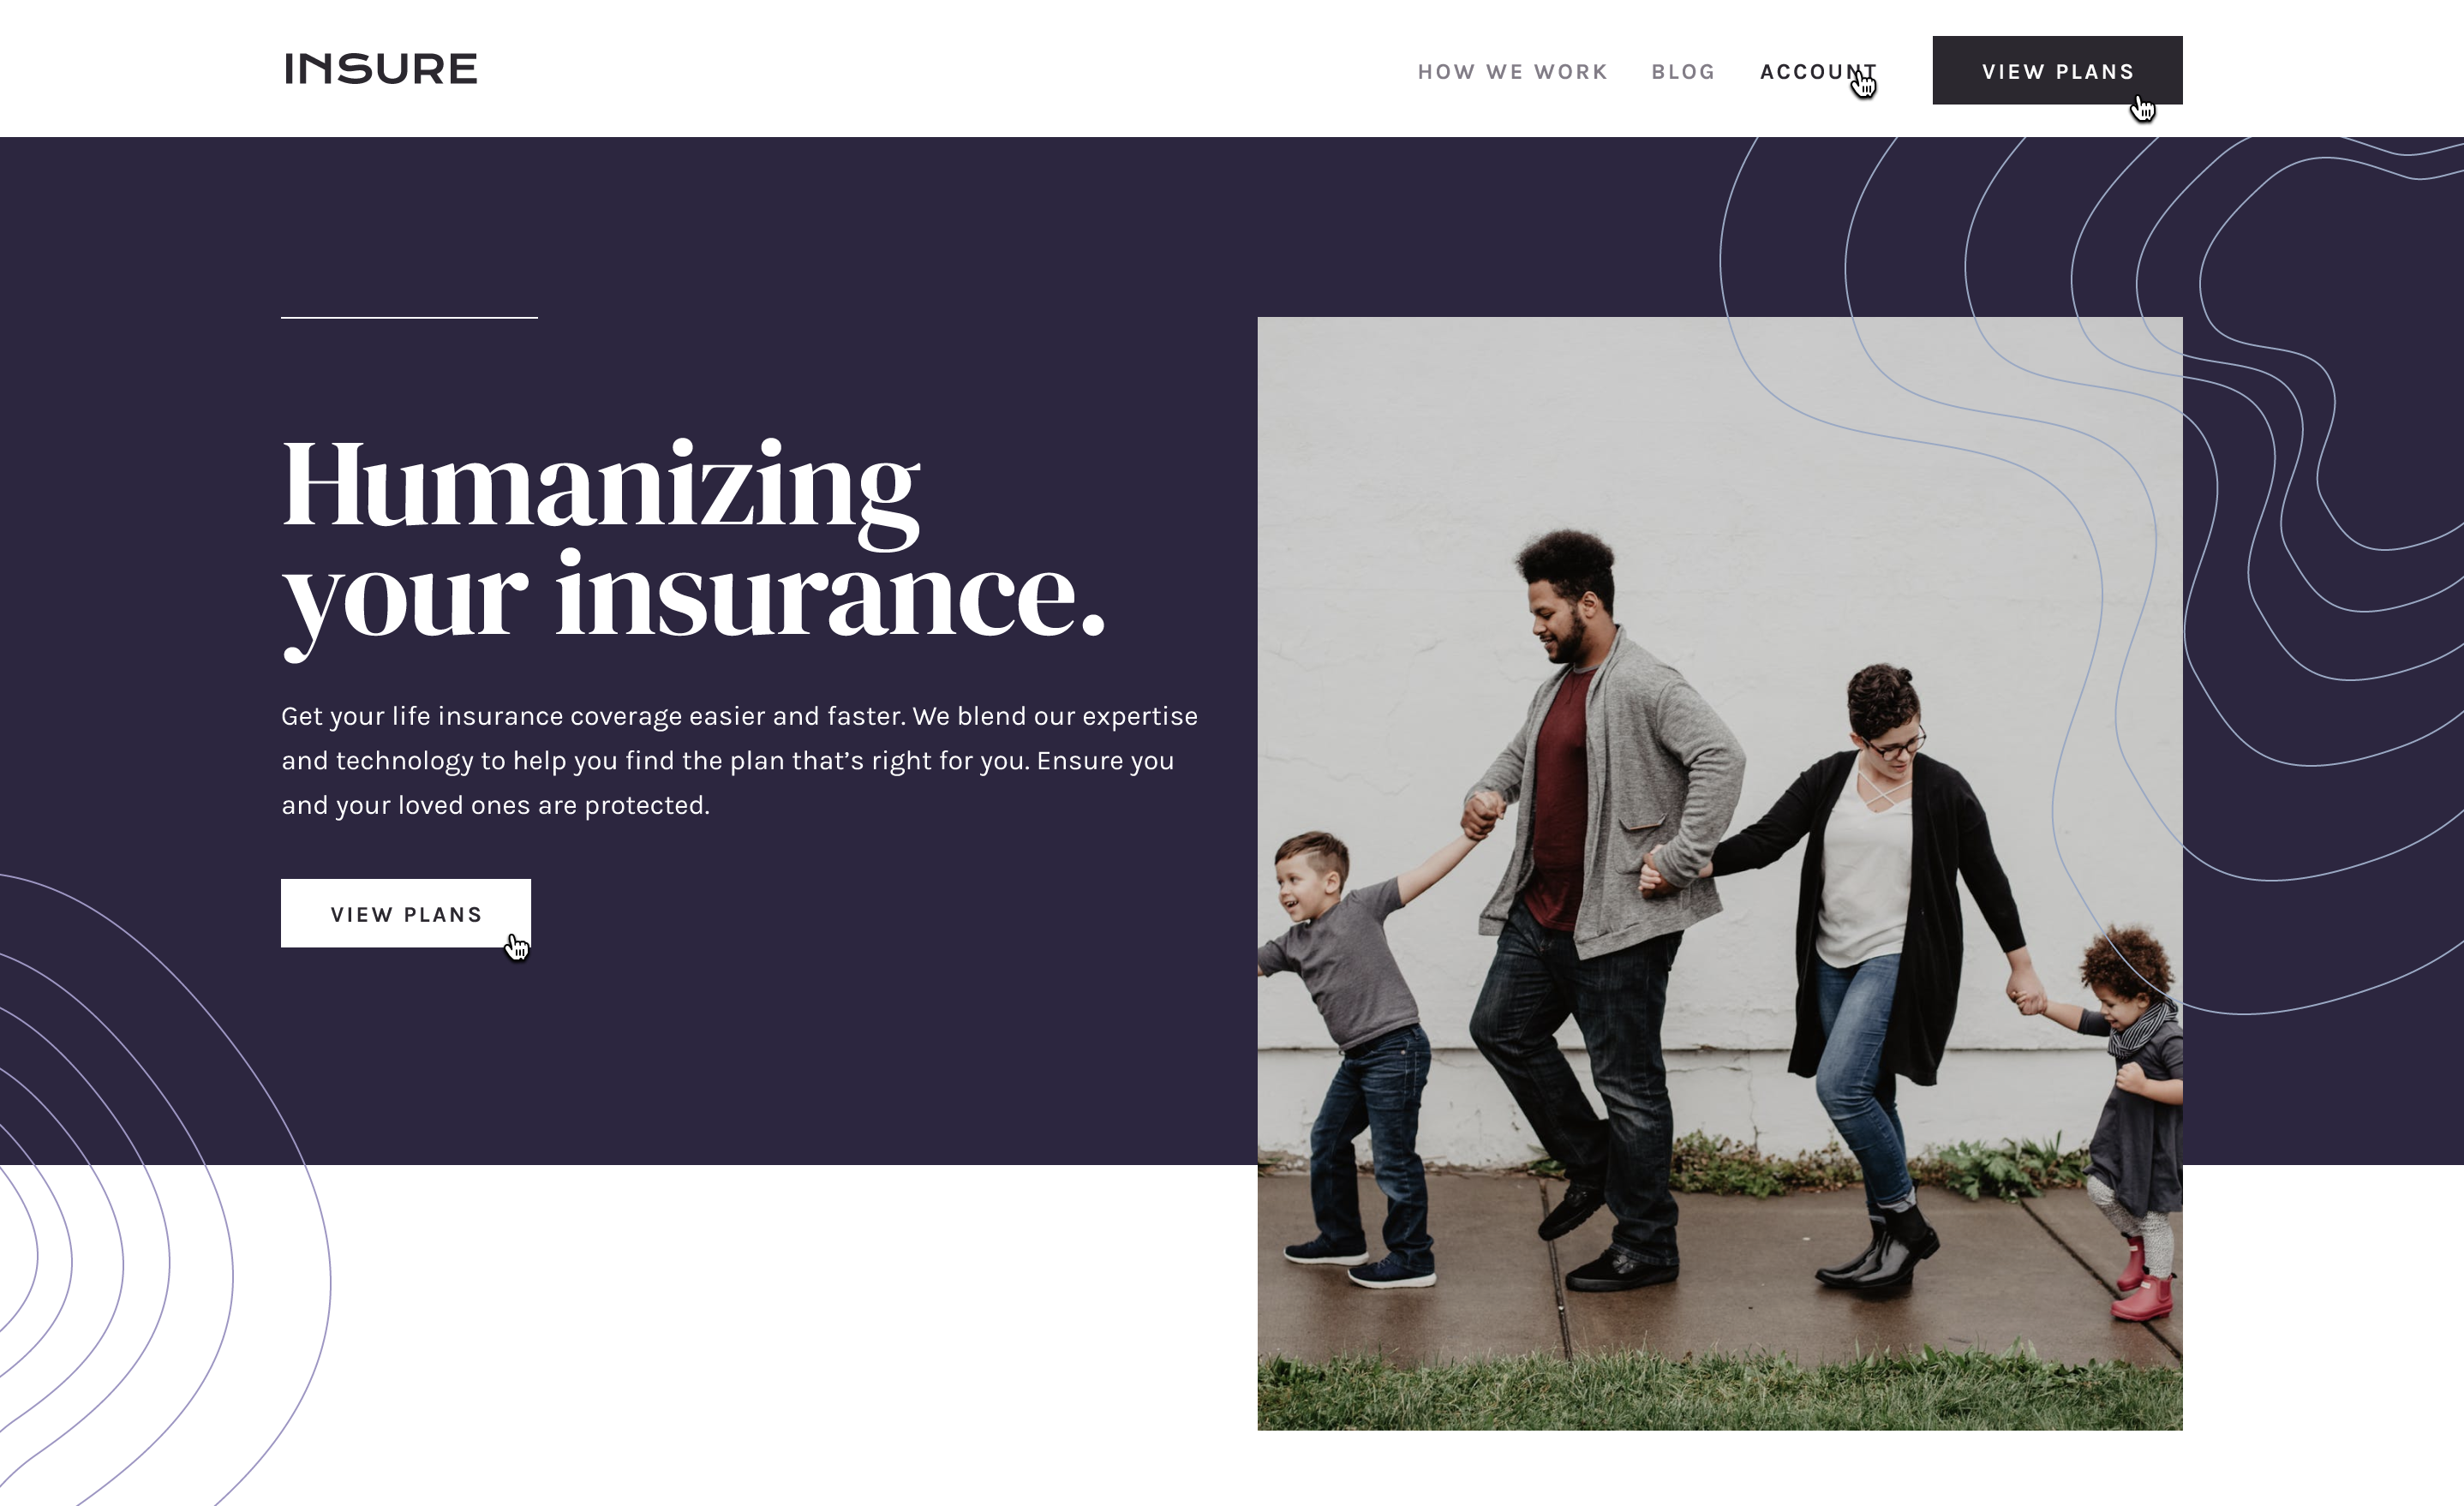 INSURE
HOW WE WORK
BLOG
ACCOUNT
VIEW PLANS
Humanizing
your insurance.
Get your life insurance coverage easier and faster. We blend our expertise
and technology to help you find the plan that’s right for you. Ensure you
and your loved ones are protected.
VIEW PLANS